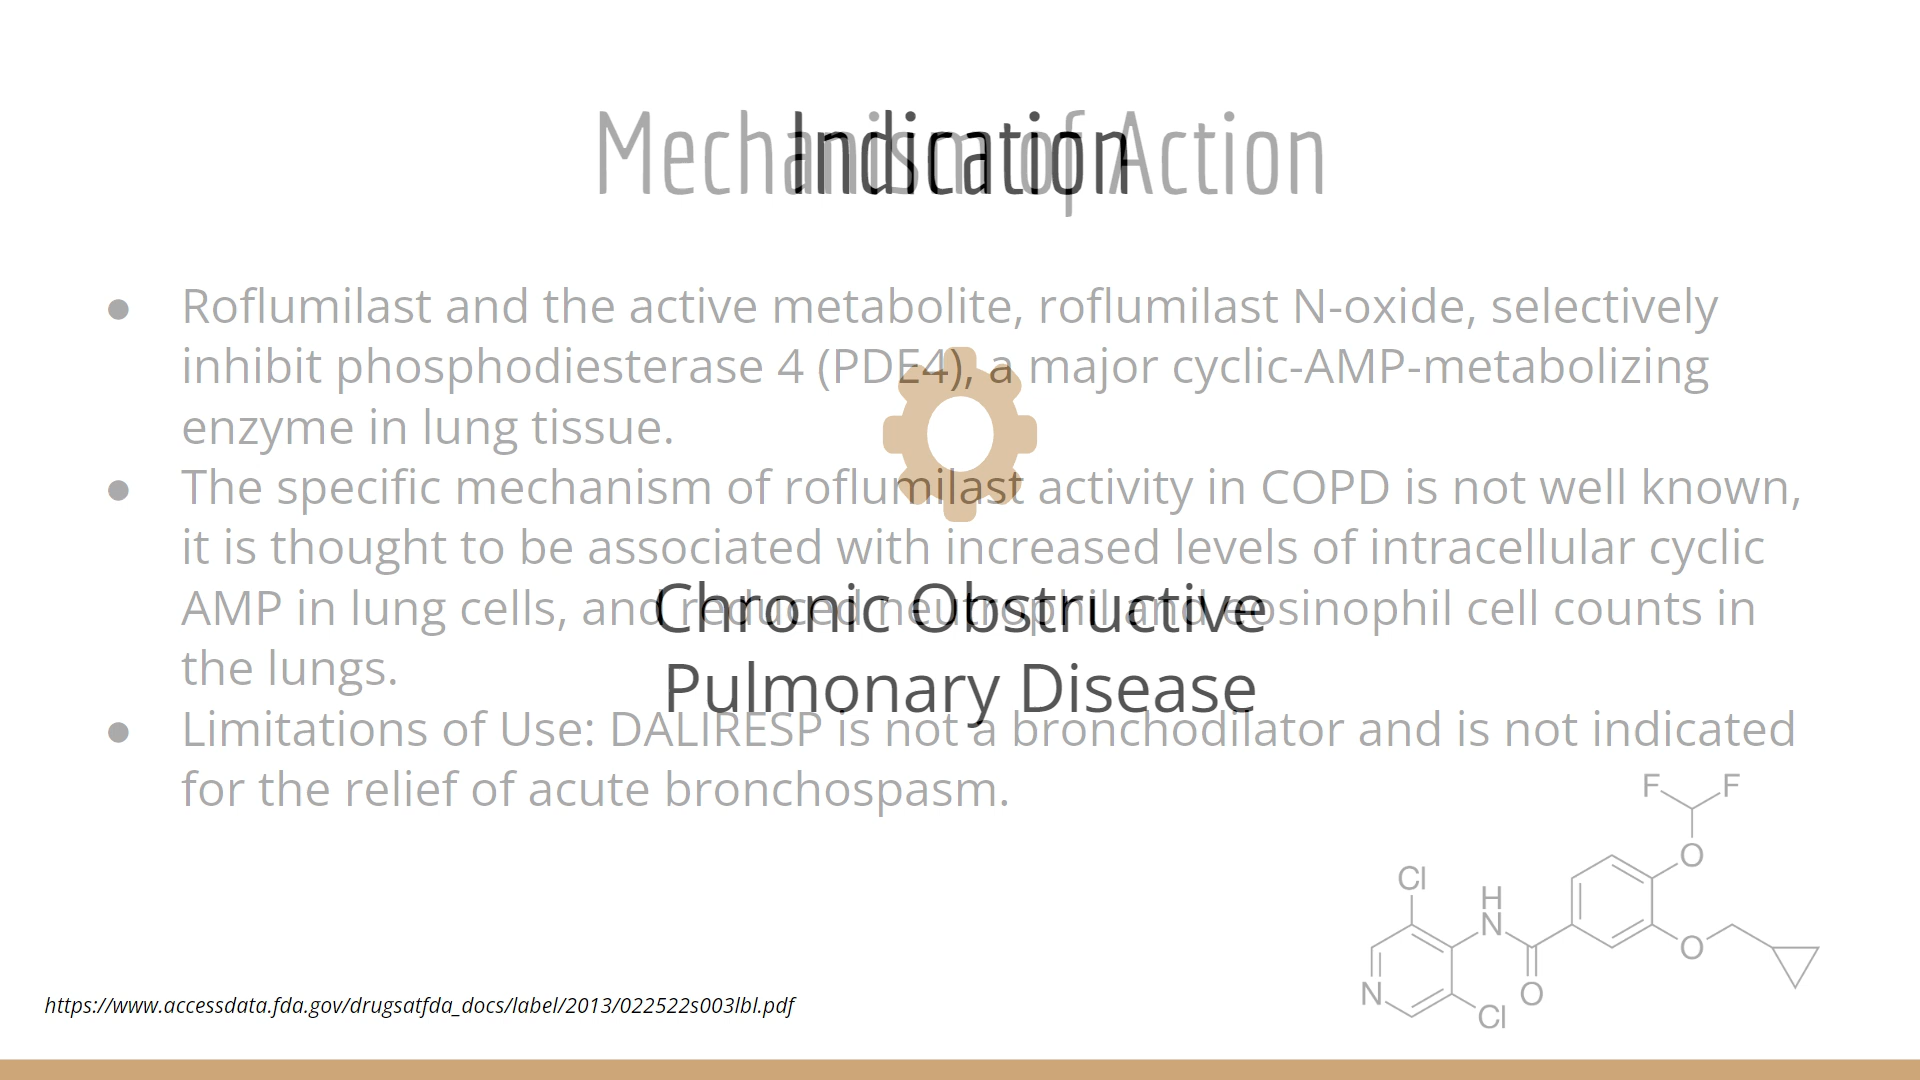 Mechanism of Action
Indication
● Roflumilast and the active metabolite, roflumilast N-oxide, selectively
inhibit phosphodiesterase 4 (PDE4), a major cyclic-AMP-metabolizing
enzyme in lung tissue.
● The specific mechanism of roflumilast activity in COPD is not well known,
it is thought to be associated with increased levels of intracellular cyclic
AMP in lung cells, and reduced neutrophil and eosinophil cell counts in
the lungs.
● Limitations of Use: DALIRESP is not a bronchodilator and is not indicated
for the relief of acute bronchospasm.
Chronic Obstructive
Pulmonary Disease
F F
O
Cl
H
N
O
N
O
Cl
https://www.accessdata.fda.gov/drugsatfda_docs/label/2013/022522s003lbl.pdf